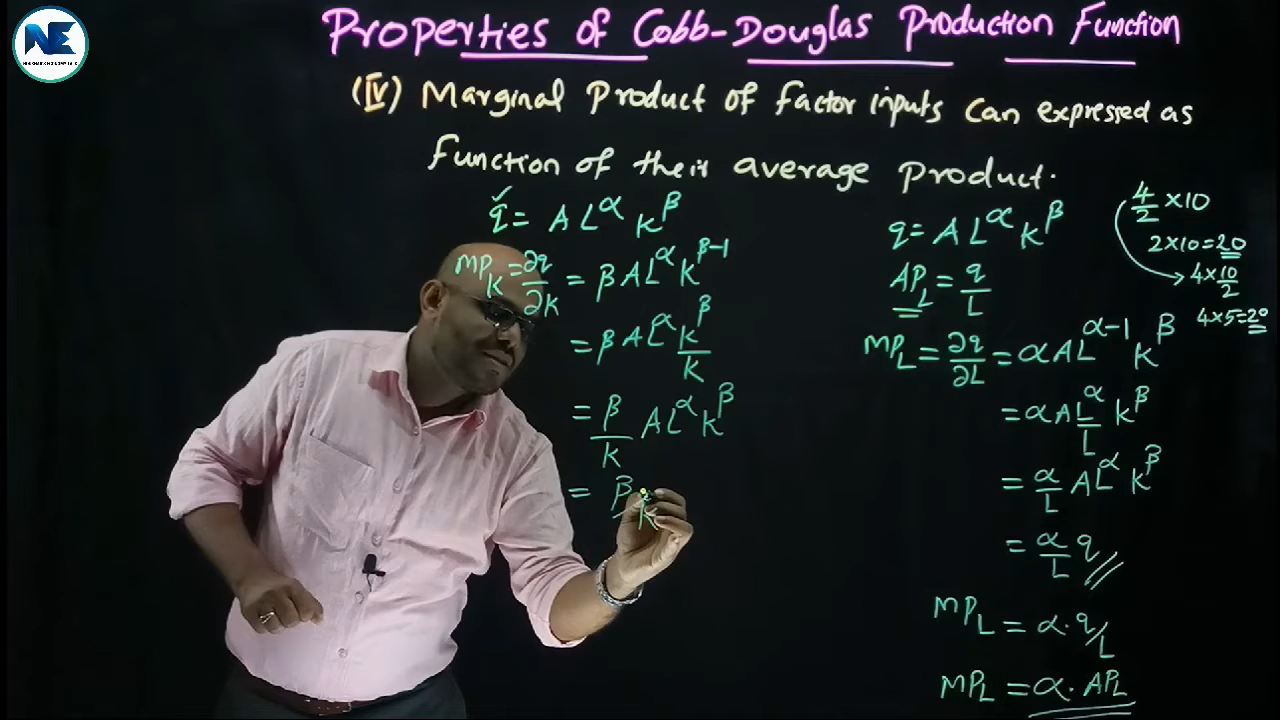 NE
Properties of Cobb-Douglas Production Function
(IV) Marginal Product of factor inputs can expressed as
function of their average product.
q = A L^α K^β
MP_K = ∂q/∂K = β A L^α K^β-1
= β A L^α K^β/K
= β/K A L^α K^β
= β
K
q = A L^α K^β
AP_L = q/L
MP_L = ∂q/∂L = α A L^α-1 K^β
= α A L^α/L K^β
= α/L A L^α K^β
= α/L q
MP_L = α · q/L
MP_L = α · AP_L
4/2 × 10
2 × 10 = 20
4 × 10/2
4 × 5 = 20